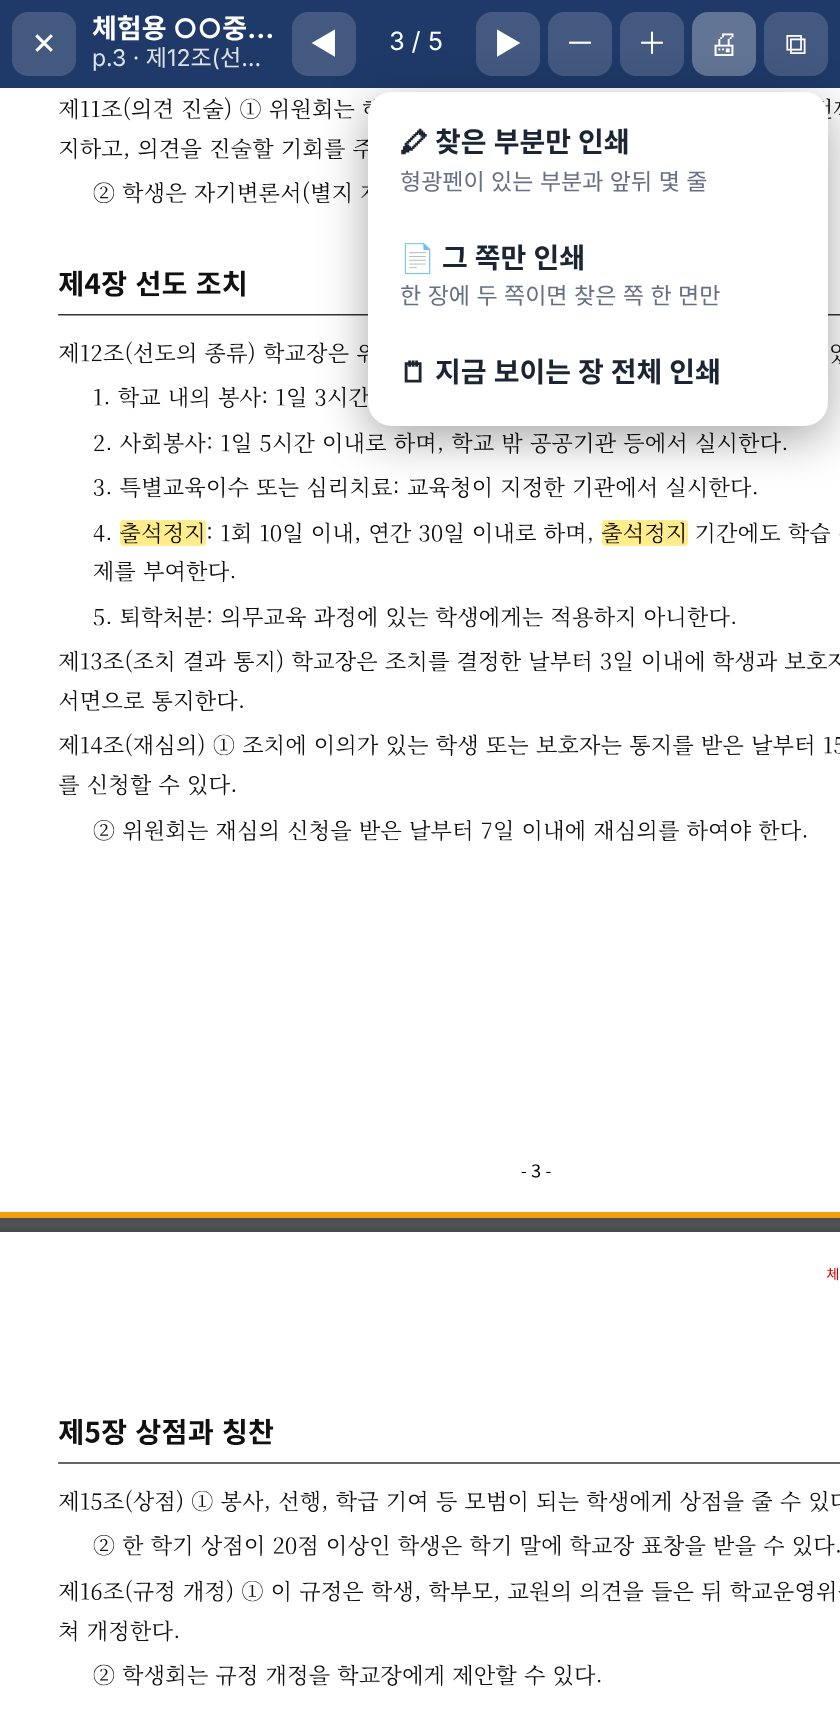 체험용 ○○중...
p.3 · 제12조(선...
3 / 5
찾은 부분만 인쇄
형광펜이 있는 부분과 앞뒤 몇 줄
그 쪽만 인쇄
한 장에 두 쪽이면 찾은 쪽 한 면만
지금 보이는 장 전체 인쇄
제11조(의견 진술) ① 위원회는
지하고, 의견을 진술할 기회를
② 학생은 자기변론서(별지
제4장 선도 조치
제12조(선도의 종류) 학교장은
1. 학교 내의 봉사: 1일 3시간
2. 사회봉사: 1일 5시간 이내로 하며, 학교 밖 공공기관 등에서 실시한다.
3. 특별교육이수 또는 심리치료: 교육청이 지정한 기관에서 실시한다.
4. 출석정지: 1회 10일 이내, 연간 30일 이내로 하며, 출석정지 기간에도 학습
제를 부여한다.
5. 퇴학처분: 의무교육 과정에 있는 학생에게는 적용하지 아니한다.
제13조(조치 결과 통지) 학교장은 조치를 결정한 날부터 3일 이내에 학생과
서면으로 통지한다.
제14조(재심의) ① 조치에 이의가 있는 학생 또는 보호자는 통지를 받은 날부터
를 신청할 수 있다.
② 위원회는 재심의 신청을 받은 날부터 7일 이내에 재심의를 하여야 한다.
- 3 -
체
제5장 상점과 칭찬
제15조(상점) ① 봉사, 선행, 학급 기여 등 모범이 되는 학생에게 상점을 줄 수
② 한 학기 상점이 20점 이상인 학생은 학기 말에 학교장 표창을 받을 수 있다.
제16조(규정 개정) ① 이 규정은 학생, 학부모, 교원의 의견을 들은 뒤 학교운영위
쳐 개정한다.
② 학생회는 규정 개정을 학교장에게 제안할 수 있다.